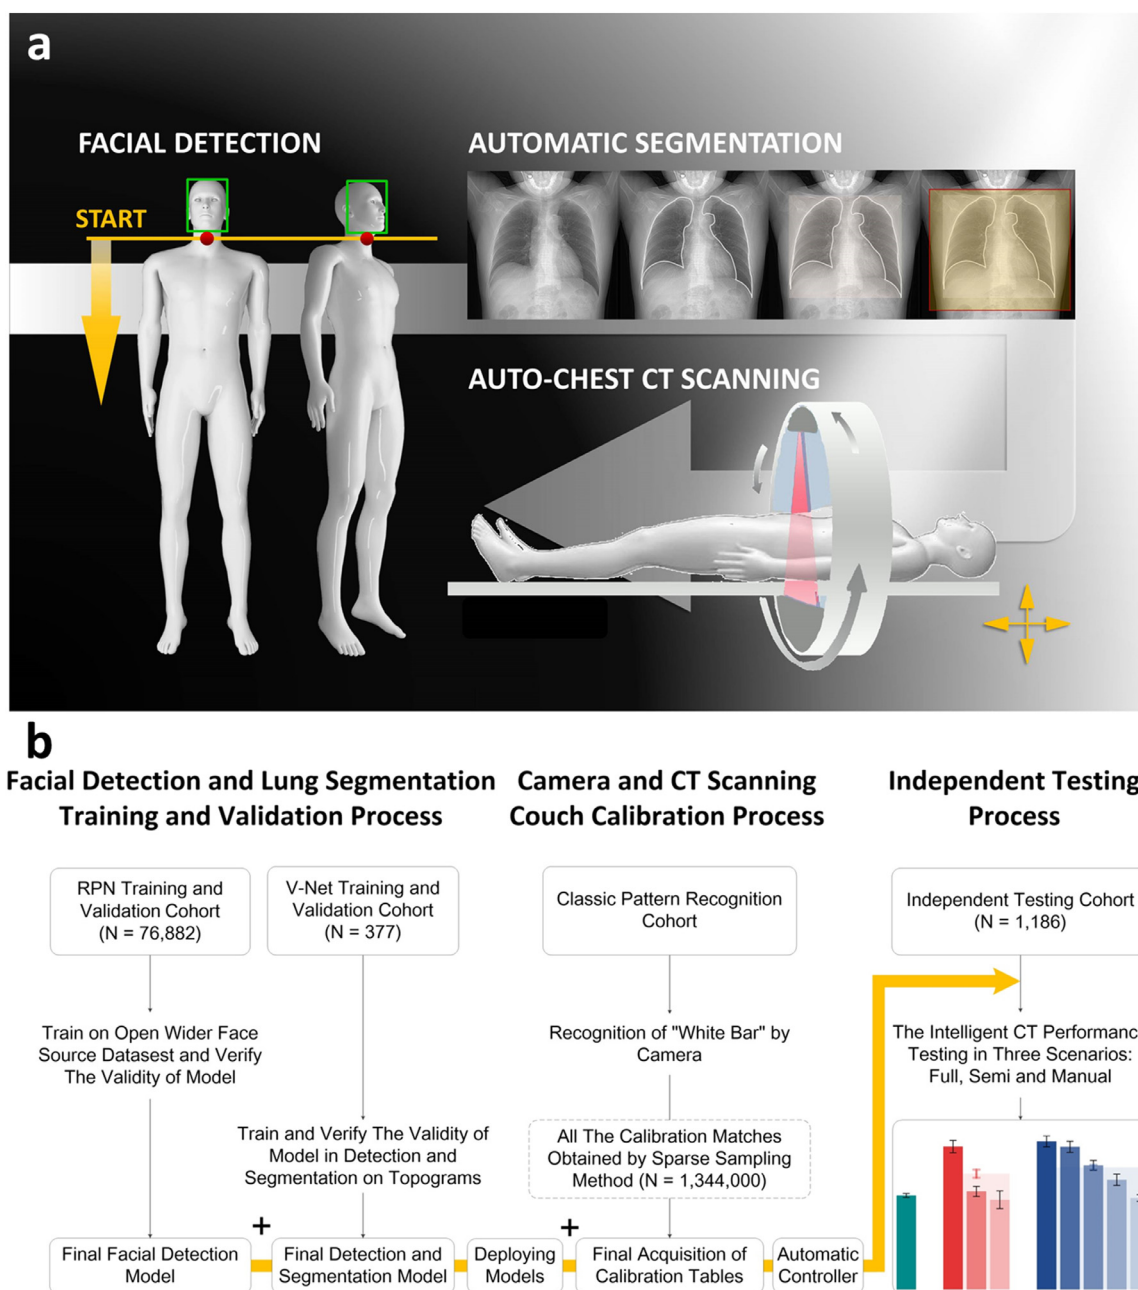 a
FACIAL DETECTION
START
AUTOMATIC SEGMENTATION
AUTO-CHEST CT SCANNING
b
Facial Detection and Lung Segmentation
Training and Validation Process
Camera and CT Scanning
Couch Calibration Process
Independent Testing
Process
RPN Training and
Validation Cohort
(N = 76,882)
V-Net Training and
Validation Cohort
(N = 377)
Classic Pattern Recognition
Cohort
Independent Testing Cohort
(N = 1,186)
Train on Open Wider Face
Source Datasest and Verify
The Validity of Model
Recognition of "White Bar" by
Camera
The Intelligent CT Performanc
Testing in Three Scenarios:
Full, Semi and Manual
Train and Verify The Validity of
Model in Detection and
Segmentation on Topograms
All The Calibration Matches
Obtained by Sparse Sampling
Method (N = 1,344,000)
+
+
Final Facial Detection
Model
Final Detection and
Segmentation Model
Deploying
Models
Final Acquisition of
Calibration Tables
Automatic
Controller